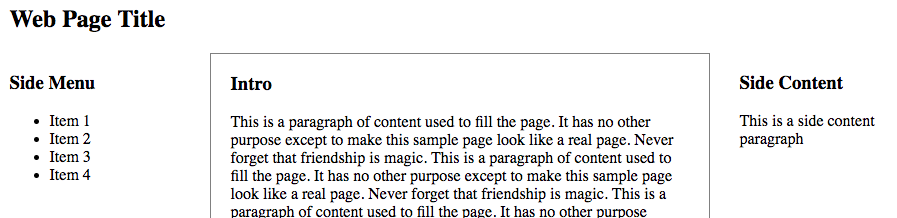 Web Page Title
Side Menu
Item 1
Item 2
Item 3
Item 4
Intro
This is a paragraph of content used to fill the page. It has no other
purpose except to make this sample page look like a real page. Never
forget that friendship is magic. This is a paragraph of content used to
fill the page. It has no other purpose except to make this sample page
look like a real page. Never forget that friendship is magic. This is a
paragraph of content used to fill the page. It has no other purpose
Side Content
This is a side content
paragraph